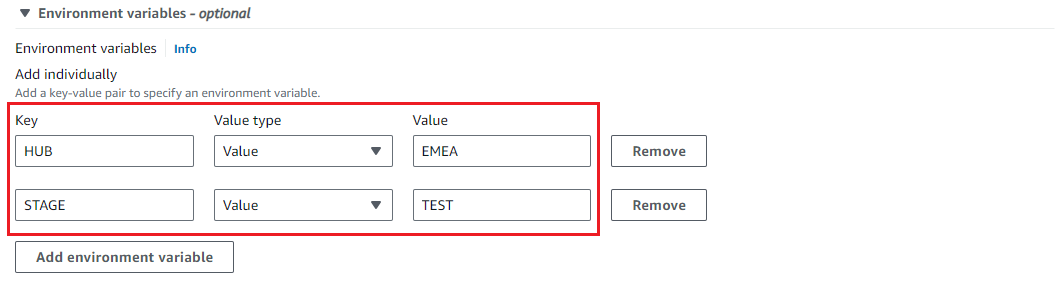 Environment variables - optional
Environment variables Info
Add individually
Add a key-value pair to specify an environment variable.
Key Value type Value
HUB Value EMEA Remove
STAGE Value TEST Remove
Add environment variable